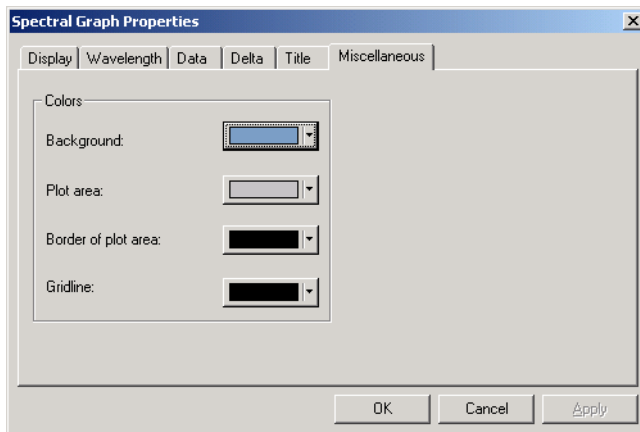 Spectral Graph Properties
Display Wavelength Data Delta Title Miscellaneous
Colors
Background:
Plot area:
Border of plot area:
Gridline:
OK Cancel Apply